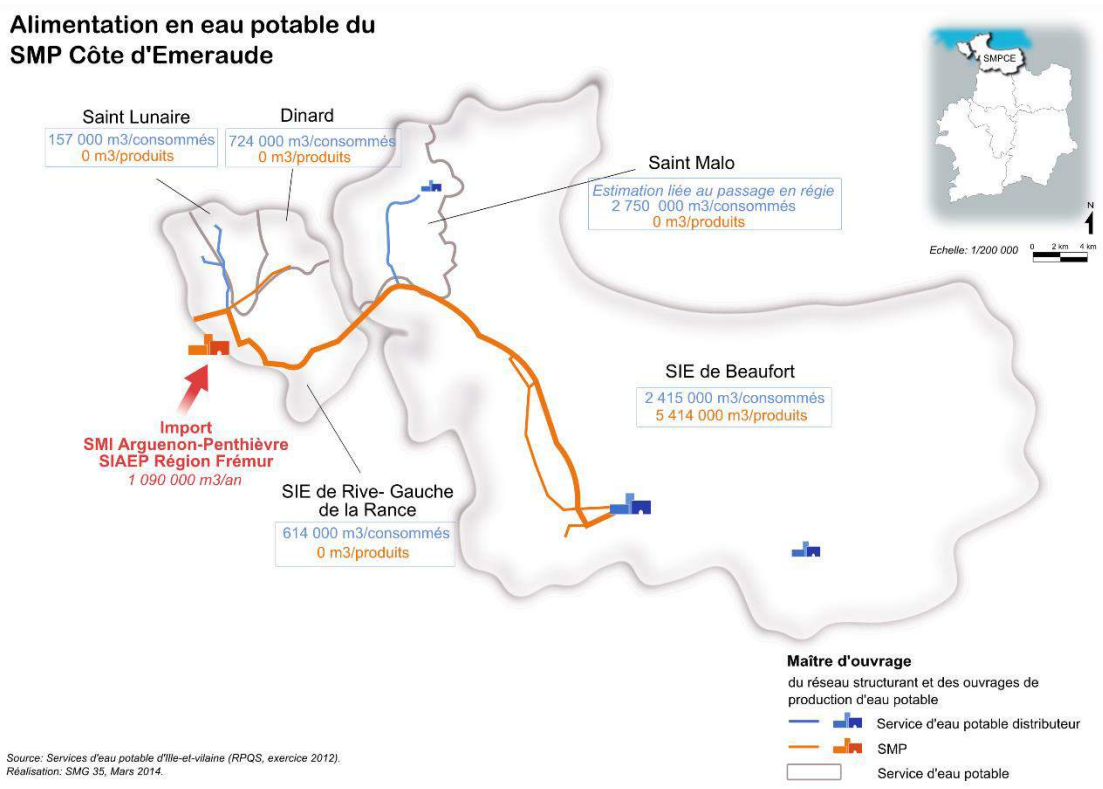 Alimentation en eau potable du
SMP Côte d'Emeraude
SMPCE
N
Echelle: 1/200 000
0 2 km 4 km
Saint Lunaire
157 000 m3/consommés
0 m3/produits
Dinard
724 000 m3/consommés
0 m3/produits
Saint Malo
Estimation liée au passage en régie
2 750 000 m3/consommés
0 m3/produits
SIE de Beaufort
2 415 000 m3/consommés
5 414 000 m3/produits
Import
SMI Arguenon-Penthièvre
SIAEP Région Frémur
1 090 000 m3/an
SIE de Rive- Gauche
de la Rance
614 000 m3/consommés
0 m3/produits
Maître d'ouvrage
du réseau structurant et des ouvrages de
production d'eau potable
Service d'eau potable distributeur
SMP
Service d'eau potable
Source: Services d'eau potable d'Ille-et-vilaine (RPQS, exercice 2012).
Réalisation: SMG 35, Mars 2014.